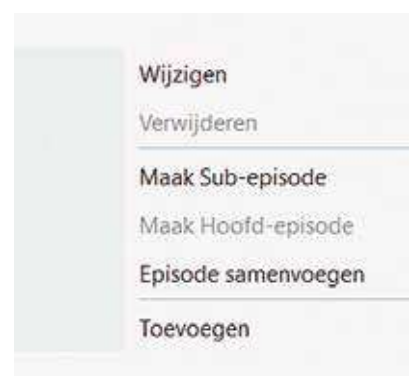 Wijzigen
Verwijderen
Maak Sub-episode
Maak Hoofd-episode
Episode samenvoegen
Toevoegen